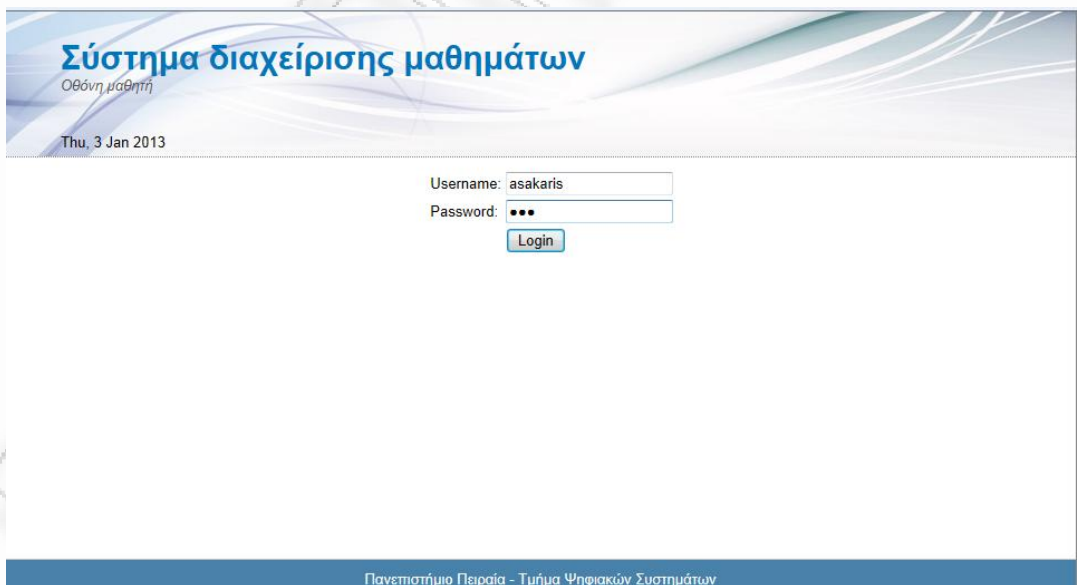 Σύστημα διαχείρισης μαθημάτων
Οθόνη μαθητή
Thu, 3 Jan 2013
Username: asakaris
Password: ●●●
Login
Πανεπιστήμιο Πειραιά - Τμήμα Ψηφιακών Συστημάτων